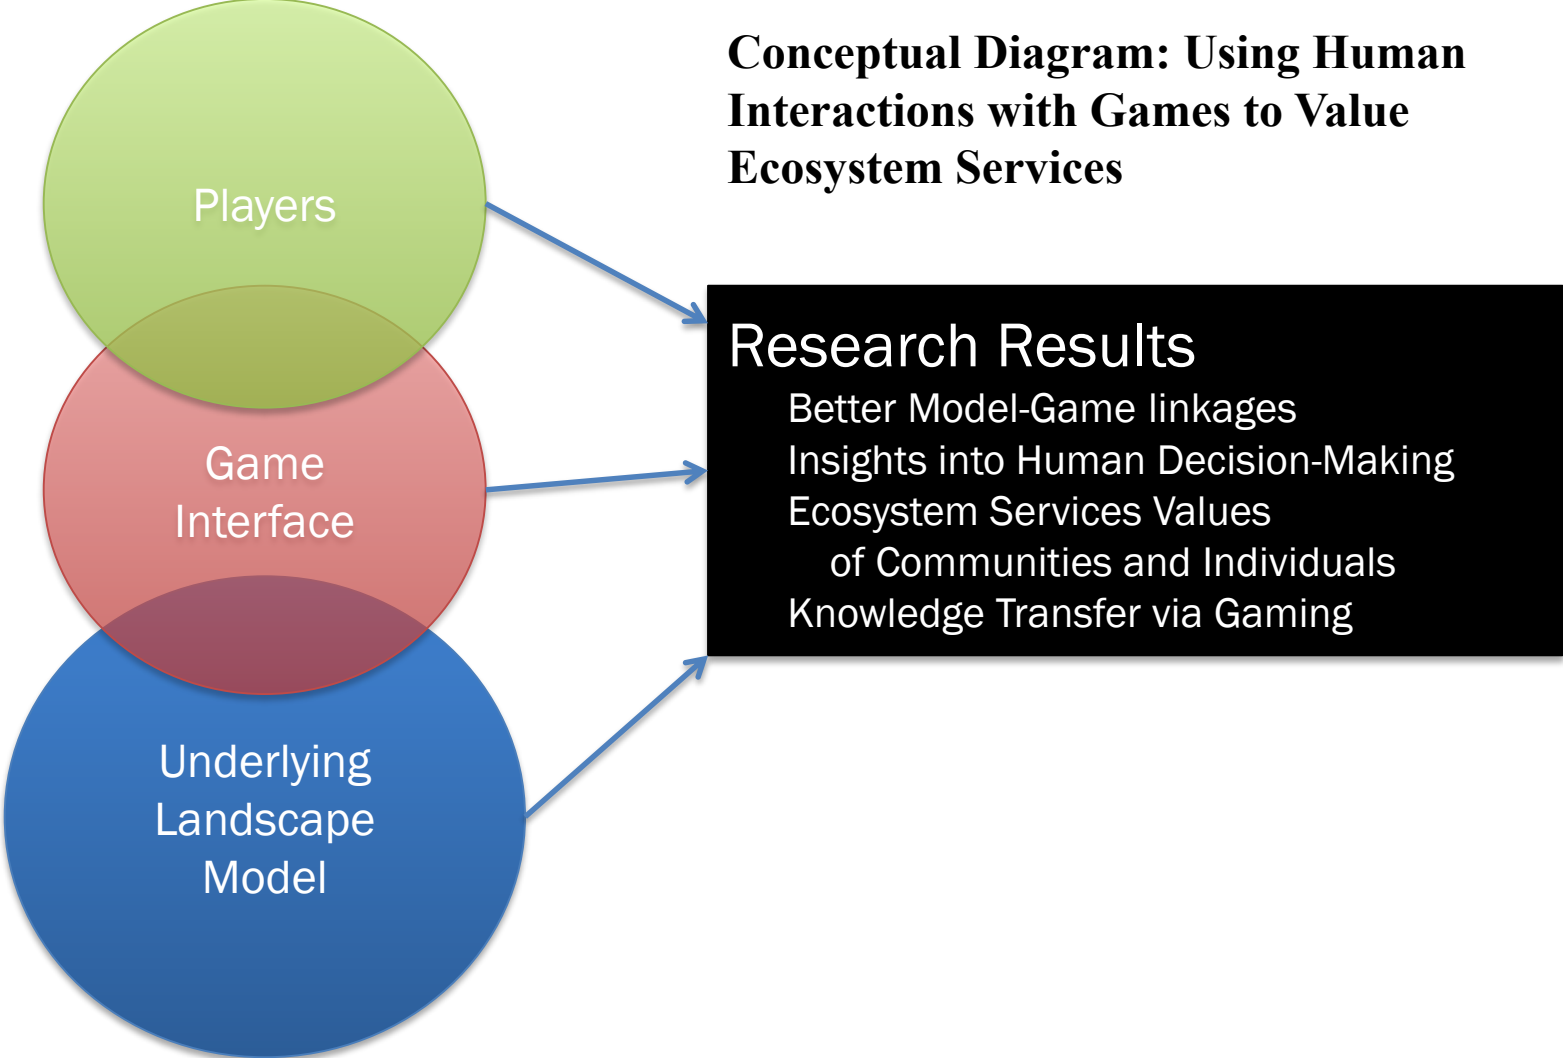 Conceptual Diagram: Using Human
Interactions with Games to Value
Ecosystem Services
Players
Game
Interface
Underlying
Landscape
Model
Research Results
Better Model-Game linkages
Insights into Human Decision-Making
Ecosystem Services Values
of Communities and Individuals
Knowledge Transfer via Gaming